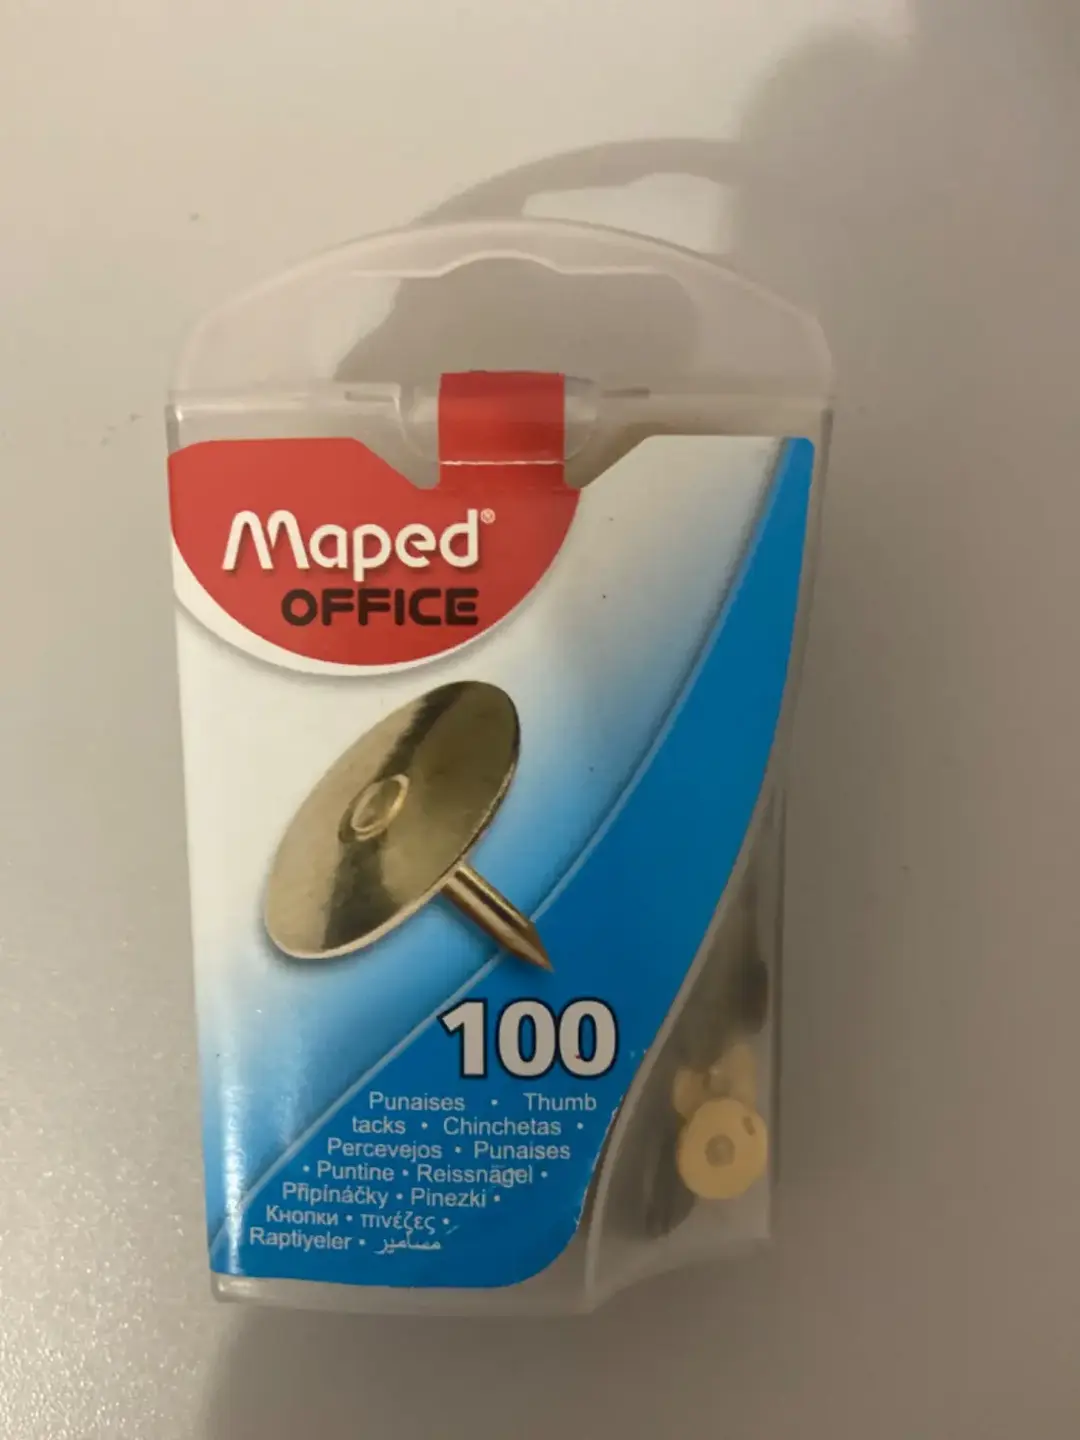 Maped®
OFFICE
100
Punaises • Thumb
tacks • Chinchetas •
Percevejos • Punaises
• Puntine • Reissnägel •
Připínáčky • Pinezki •
Кнопки • πινέζες •
Raptiyeler • مسامير